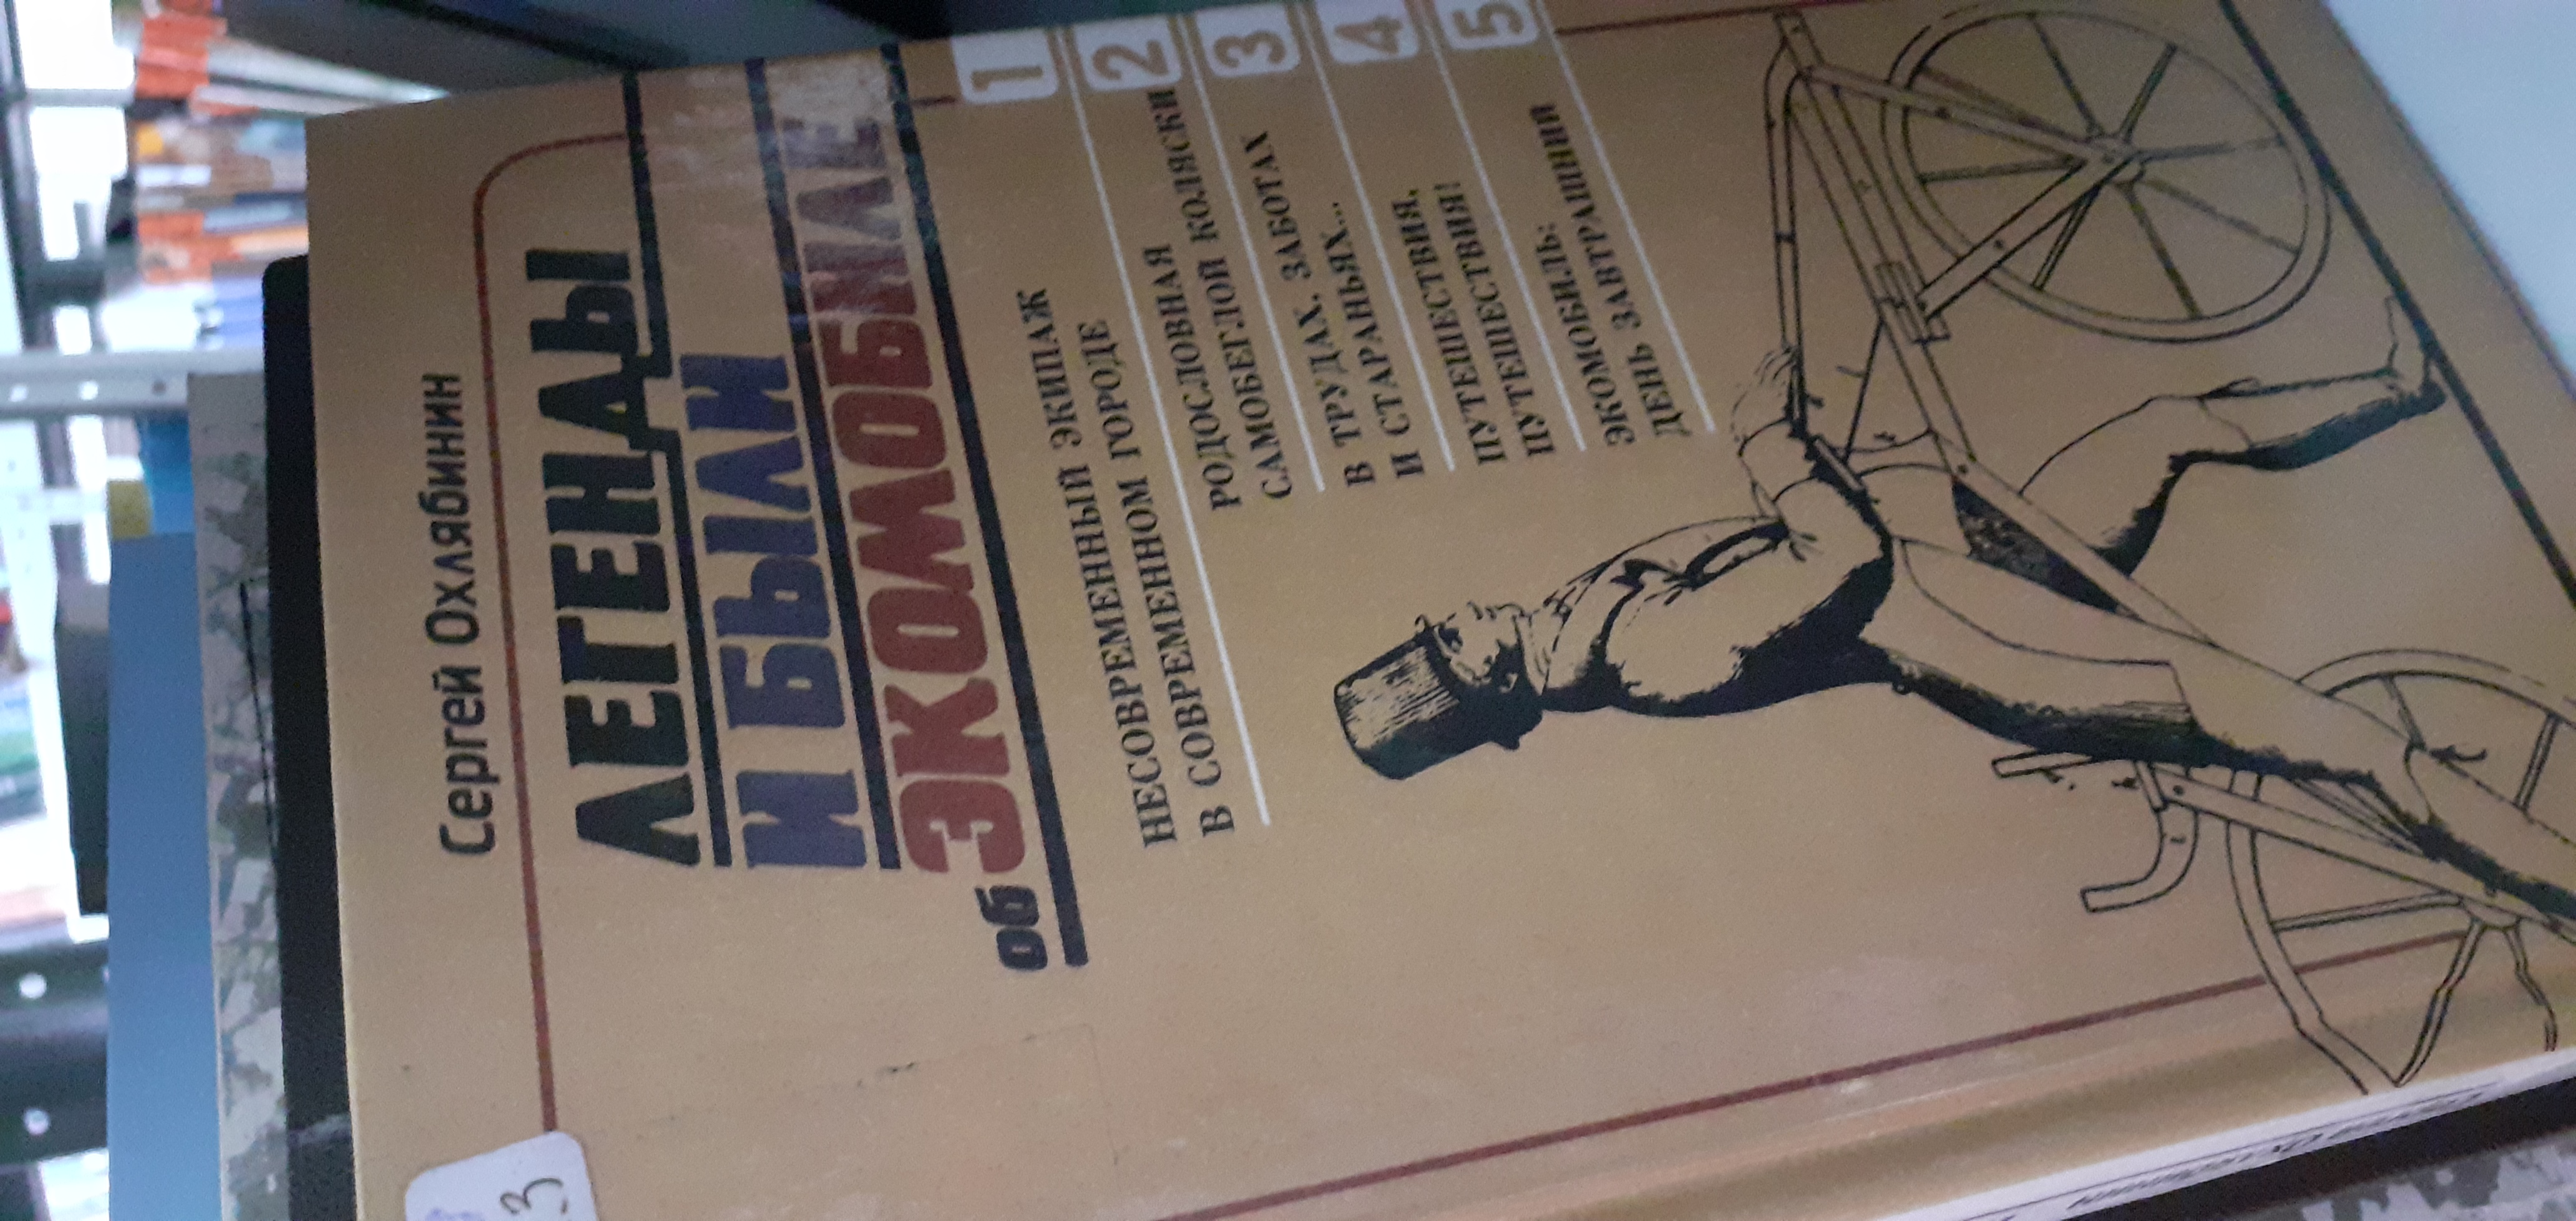 Сергей Охлябинин
ЛЕГЕНДЫ
И БЫЛИ
об ЭКОМОБИЛЕ
НЕСОВРЕМЕННЫЙ ЭКИПАЖ
В СОВРЕМЕННОМ ГОРОДЕ
1
РОДОСЛОВНАЯ
САМОБЕГЛОЙ КОЛЯСКИ
2
В ТРУДАХ, ЗАБОТАХ
И СТАРАНЬЯХ...
3
ПУТЕШЕСТВИЯ,
ПУТЕШЕСТВИЯ!
4
ЭКОМОБИЛЬ:
ДЕНЬ ЗАВТРАШНИЙ
5
3